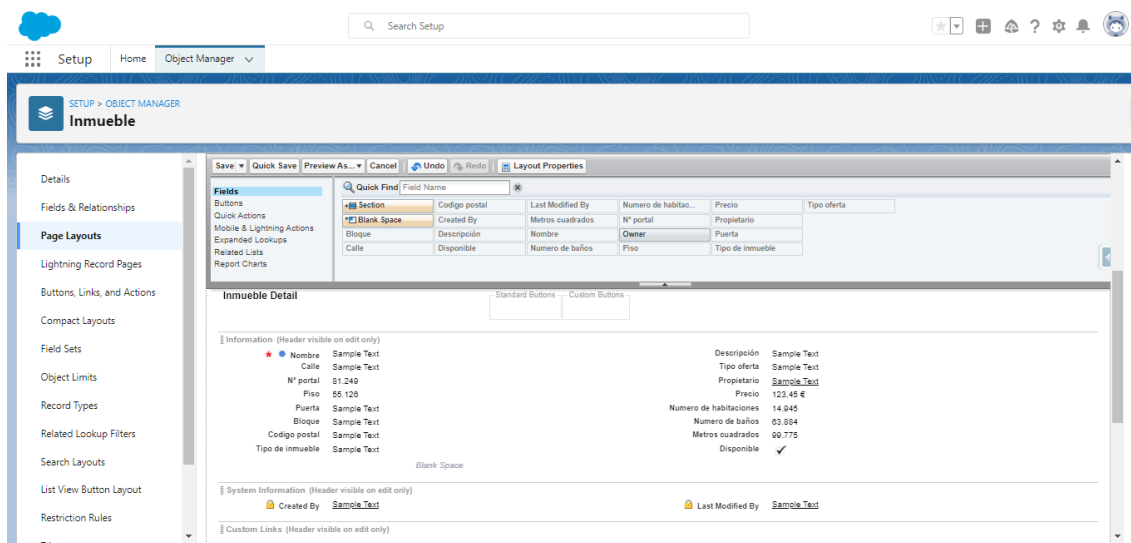 Search Setup
Setup Home Object Manager
SETUP > OBJECT MANAGER
Inmueble
Details
Fields & Relationships
Page Layouts
Lightning Record Pages
Buttons, Links, and Actions
Compact Layouts
Field Sets
Object Limits
Record Types
Related Lookup Filters
Search Layouts
List View Button Layout
Restriction Rules
Save Quick Save Preview As... Cancel Undo Redo Layout Properties
Fields
Buttons
Quick Actions
Mobile & Lightning Actions
Expanded Lookups
Related Lists
Report Charts
Quick Find Field Name
Section Codigo postal Last Modified By Numero de habitac... Precio Tipo oferta
Blank Space Created By Metros cuadrados Nº portal Propietario
Bloque Descripción Nombre Owner Puerta
Calle Disponible Numero de baños Piso Tipo de inmueble
Inmueble Detail Standard Buttons Custom Buttons
Information (Header visible on edit only)
Nombre Sample Text Descripción Sample Text
Calle Sample Text Tipo oferta Sample Text
Nº portal 81.249 Propietario Sample Text
Piso 55.126 Precio 123,45 €
Puerta Sample Text Numero de habitaciones 14.945
Bloque Sample Text Numero de baños 63.884
Codigo postal Sample Text Metros cuadrados 99.775
Tipo de inmueble Sample Text Disponible ✓
Blank Space
System Information (Header visible on edit only)
Created By Sample Text Last Modified By Sample Text
Custom Links (Header visible on edit only)